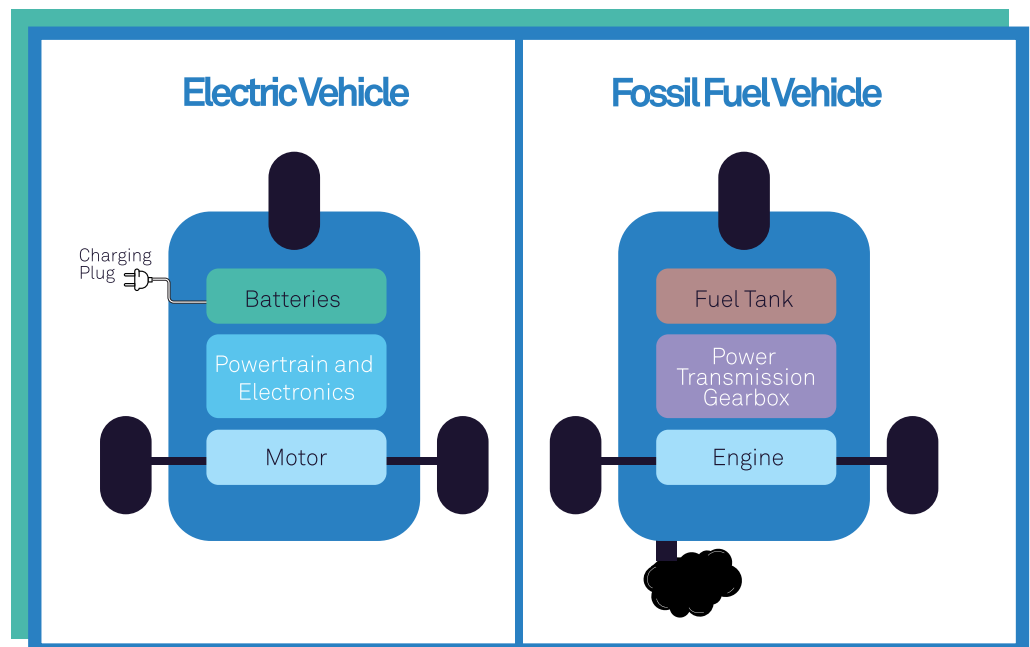 Electric Vehicle
Charging
Plug
Batteries
Powertrain and
Electronics
Motor
Fossil Fuel Vehicle
Fuel Tank
Power
Transmission
Gearbox
Engine